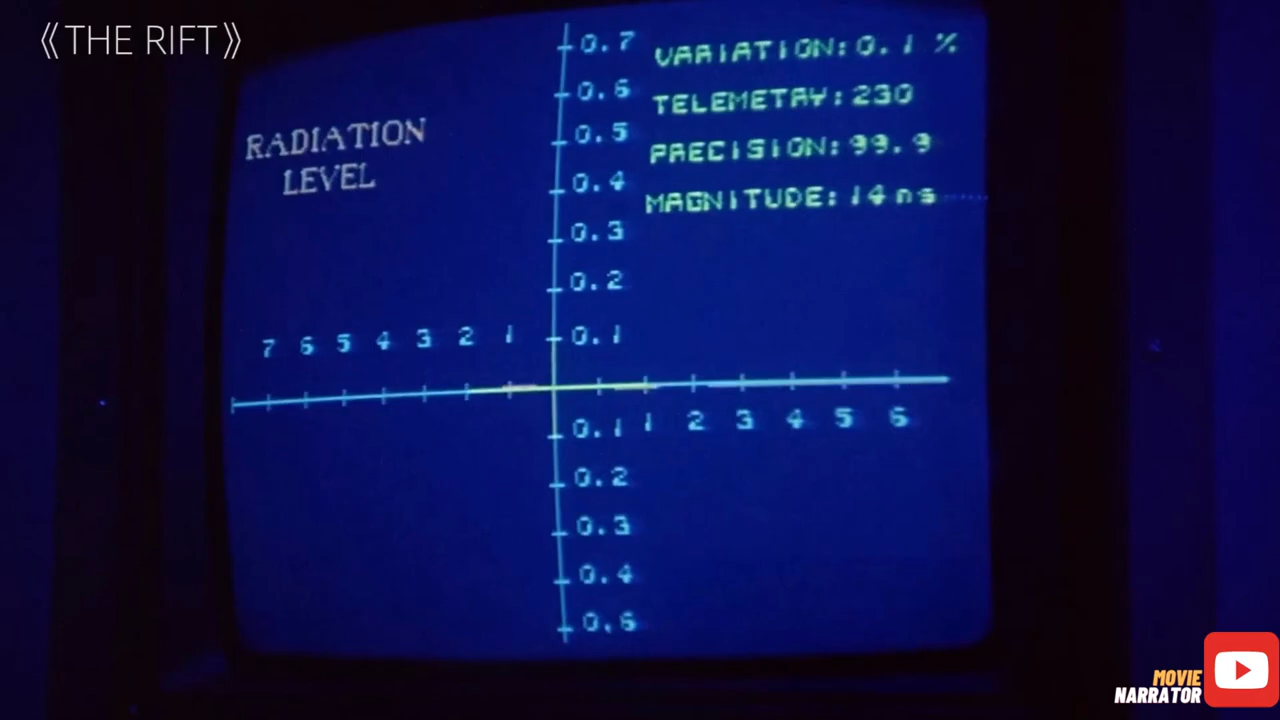 《THE RIFT》
RADIATION
LEVEL
VARIATION: 0.1 %
TELEMETRY: 230
PRECISION: 99.9
MAGNITUDE: 14 ns
0.7
0.6
0.5
0.4
0.3
0.2
0.1
7 6 5 4 3 2 1
0.1 1 2 3 4 5 6
0.2
0.3
0.4
0.6
MOVIE
NARRATOR